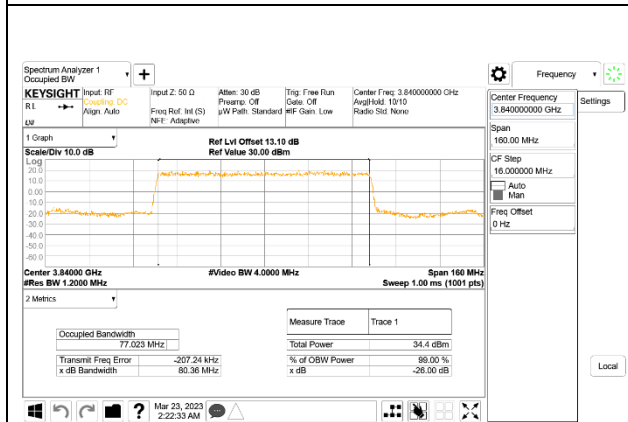 Spectrum Analyzer 1
Occupied BW
Frequency
KEYSIGHT
Input: RF
Coupling: DC
Align: Auto
Input Z: 50 Ω
Freq Ref: Int (S)
NFE: Adaptive
Atten: 30 dB
Preamp: Off
µW Path: Standard
Trig: Free Run
Gate: Off
#IF Gain: Low
Center Freq: 3.840000000 GHz
Avg|Hold: 10/10
Radio Std: None
R L
Center Frequency
3.840000000 GHz
Settings
Span
160.00 MHz
CF Step
16.000000 MHz
Auto
Man
Freq Offset
0 Hz
1 Graph
Scale/Div 10.0 dB
Ref Lvl Offset 13.10 dB
Ref Value 30.00 dBm
Log
20.0
10.0
0.00
-10.0
-20.0
-30.0
-40.0
-50.0
-60.0
Center 3.84000 GHz
#Res BW 1.2000 MHz
#Video BW 4.0000 MHz
Span 160 MHz
Sweep 1.00 ms (1001 pts)
2 Metrics
Occupied Bandwidth
77.023 MHz
Transmit Freq Error -207.24 kHz
x dB Bandwidth 80.36 MHz
Measure Trace Trace 1
Total Power 34.4 dBm
% of OBW Power 99.00 %
x dB -26.00 dB
Local
Mar 23, 2023
2:22:33 AM